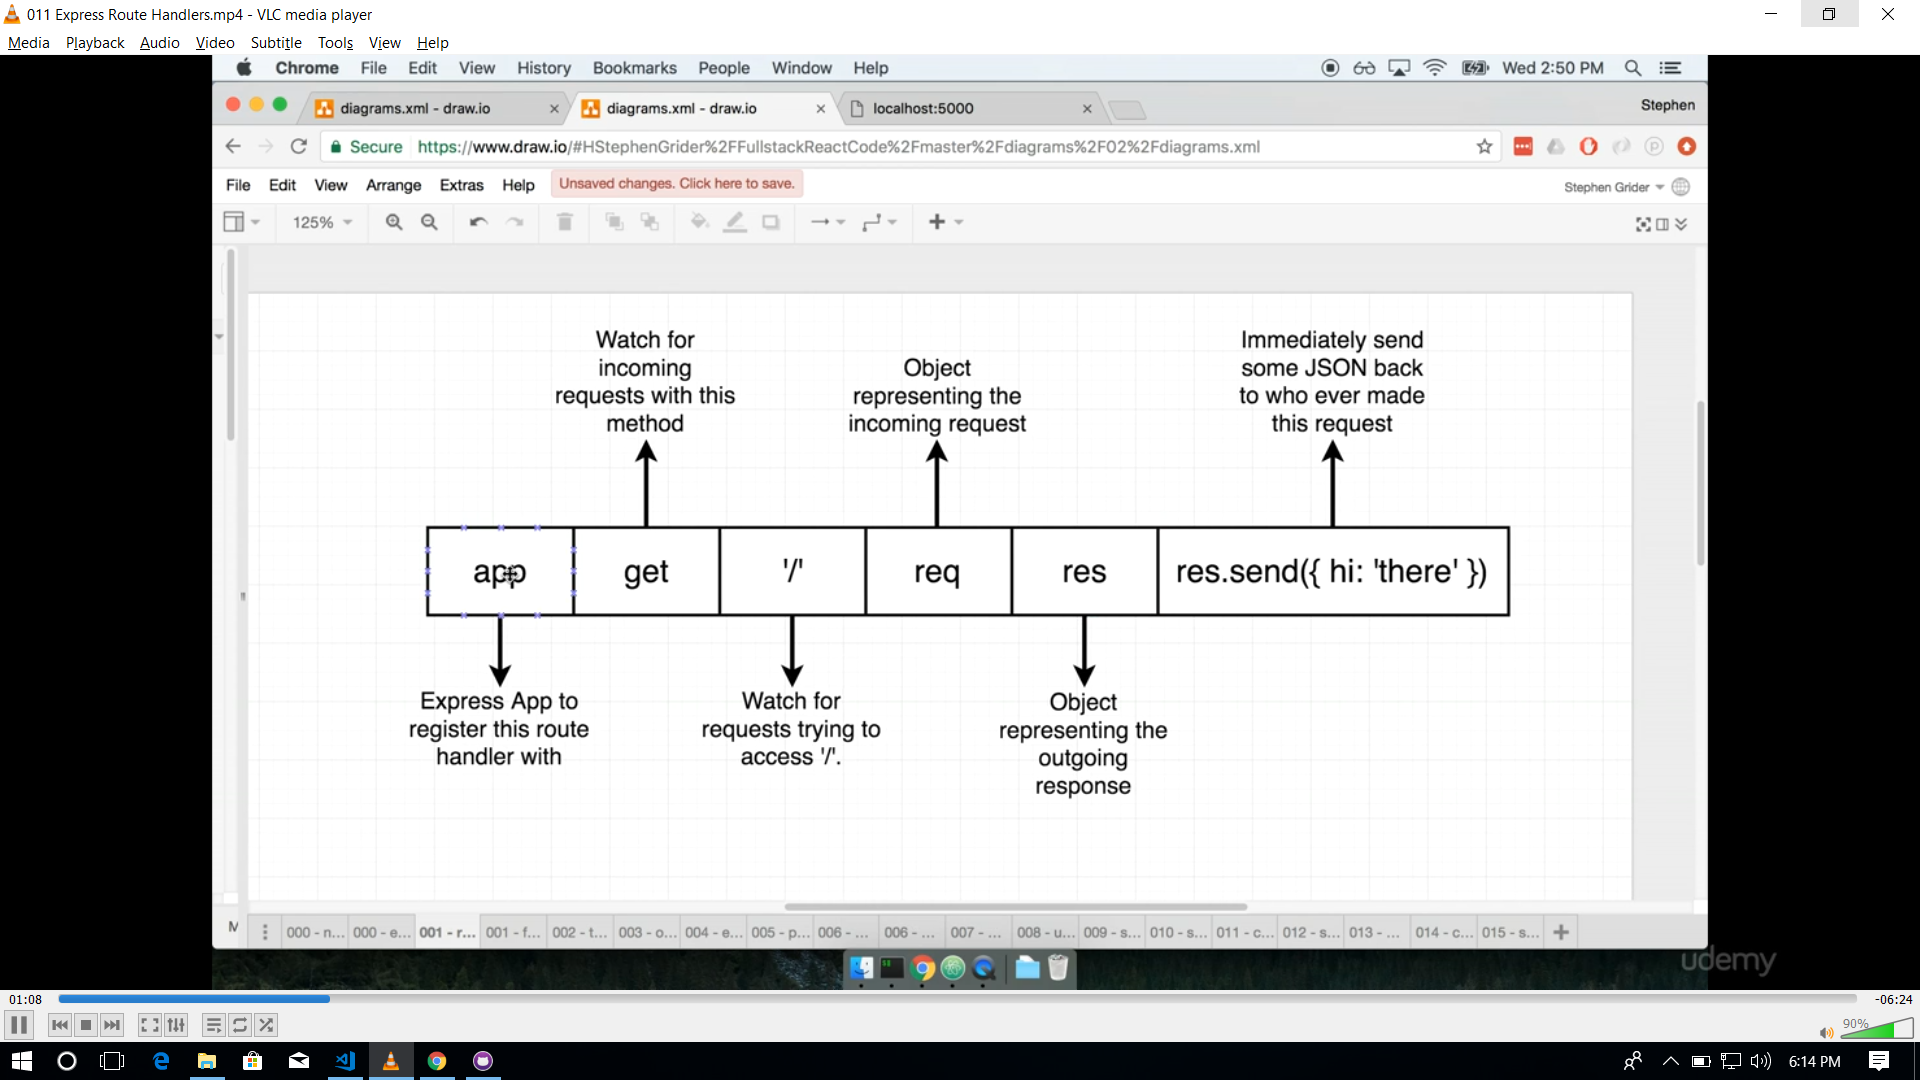 011 Express Route Handlers.mp4 - VLC media player
Media Playback Audio Video Subtitle Tools View Help
Chrome File Edit View History Bookmarks People Window Help Wed 2:50 PM
diagrams.xml - draw.io diagrams.xml - draw.io localhost:5000 Stephen
Secure https://www.draw.io/#HStephenGrider%2FFullstackReactCode%2Fmaster%2Fdiagrams%2F02%2Fdiagrams.xml
File Edit View Arrange Extras Help Unsaved changes. Click here to save. Stephen Grider
125%
Watch for
incoming
requests with this
method
Object
representing the
incoming request
Immediately send
some JSON back
to who ever made
this request
app get '/' req res res.send({ hi: 'there' })
Express App to
register this route
handler with
Watch for
requests trying to
access '/'.
Object
representing the
outgoing
response
M 000 - n... 000 - e... 001 - r... 001 - f... 002 - t... 003 - o... 004 - e... 005 - p... 006 - ... 006 - ... 007 - ... 008 - u... 009 - s... 010 - s... 011 - c... 012 - s... 013 - ... 014 - c... 015 - s...
udemy
01:08 -06:24
90%
6:14 PM